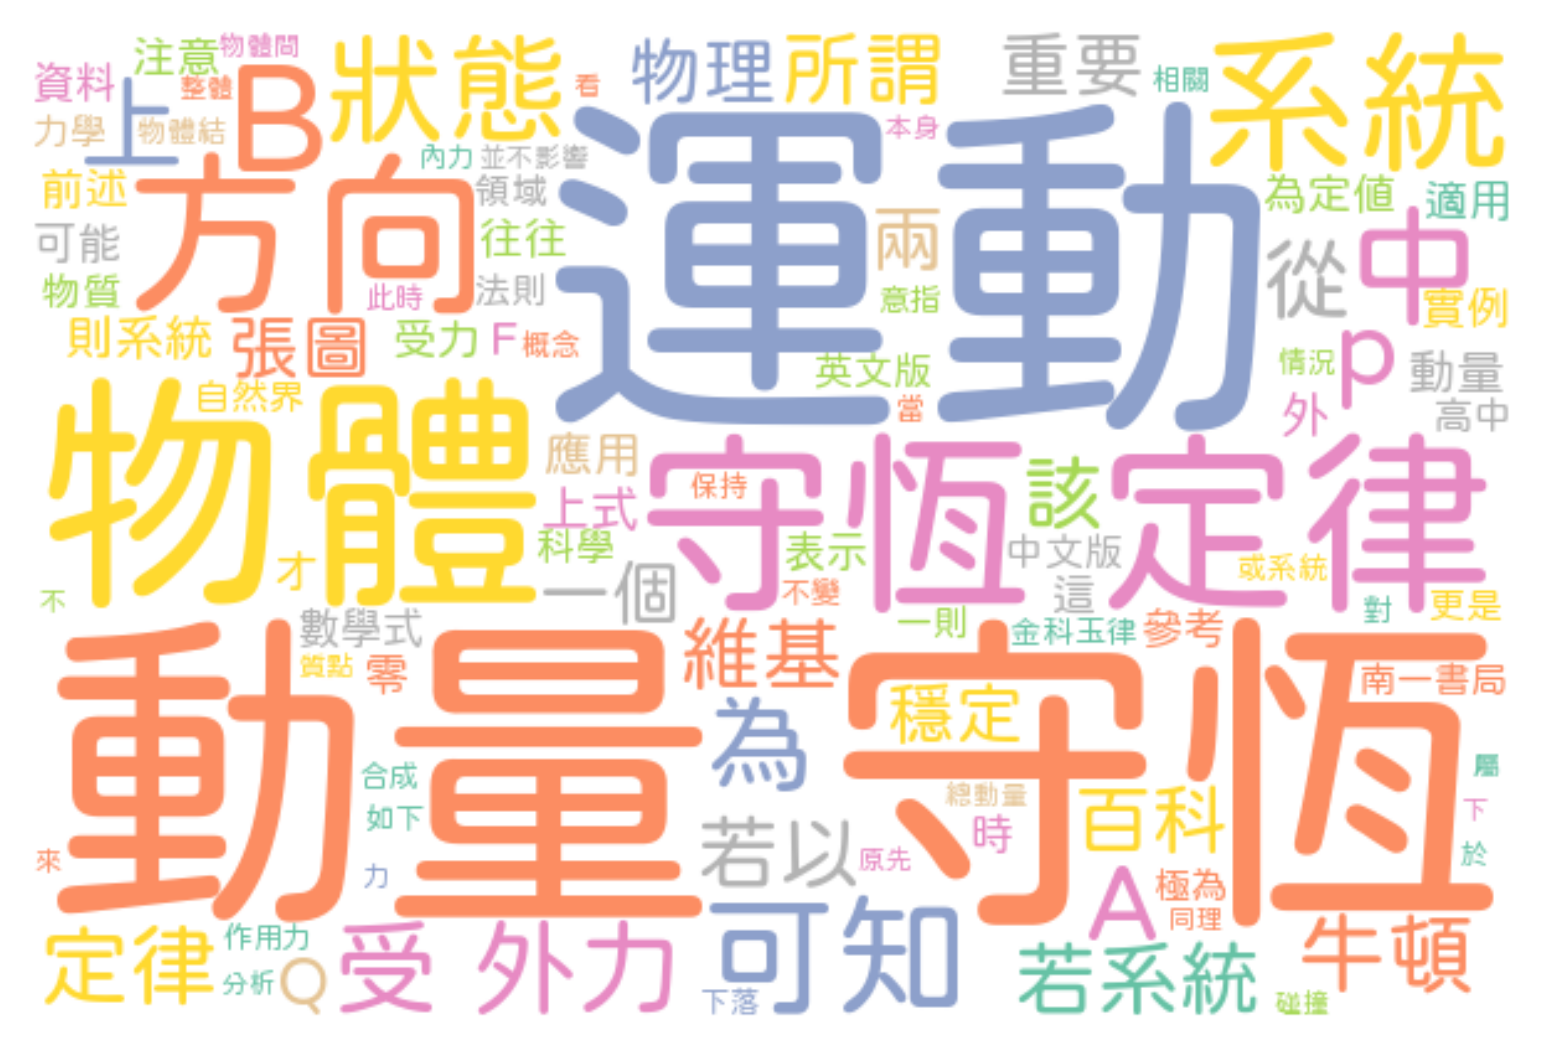 注意
物體間
狀態
物理
所謂
重要
系統
資料
上
整體
B
看
相關
力學
物體結
運動
本身
內力
並不影響
前述
方向
領域
兩
為定值
適用
可能
往往
從
中
物質
此時
法則
意指
實例
則系統
張圖
受力
F
概念
英文版
情況
p
動量
自然界
當
外
高中
物體
應用
守恆定律
保持
上式
該
科學
表示
中文版
才
一個
不變
這
或系統
不
數學式
一則
金科玉律
參考
對
更是
質點
零
維基
動量
守恆
南一書局
穩定
為
合成
總動量
百科
屬
如下
若以
時
下
來
力
原先
A
極為
同理
於
定律
作用力
受
外力
可知
若系統
牛頓
分析
Q
下落
碰撞